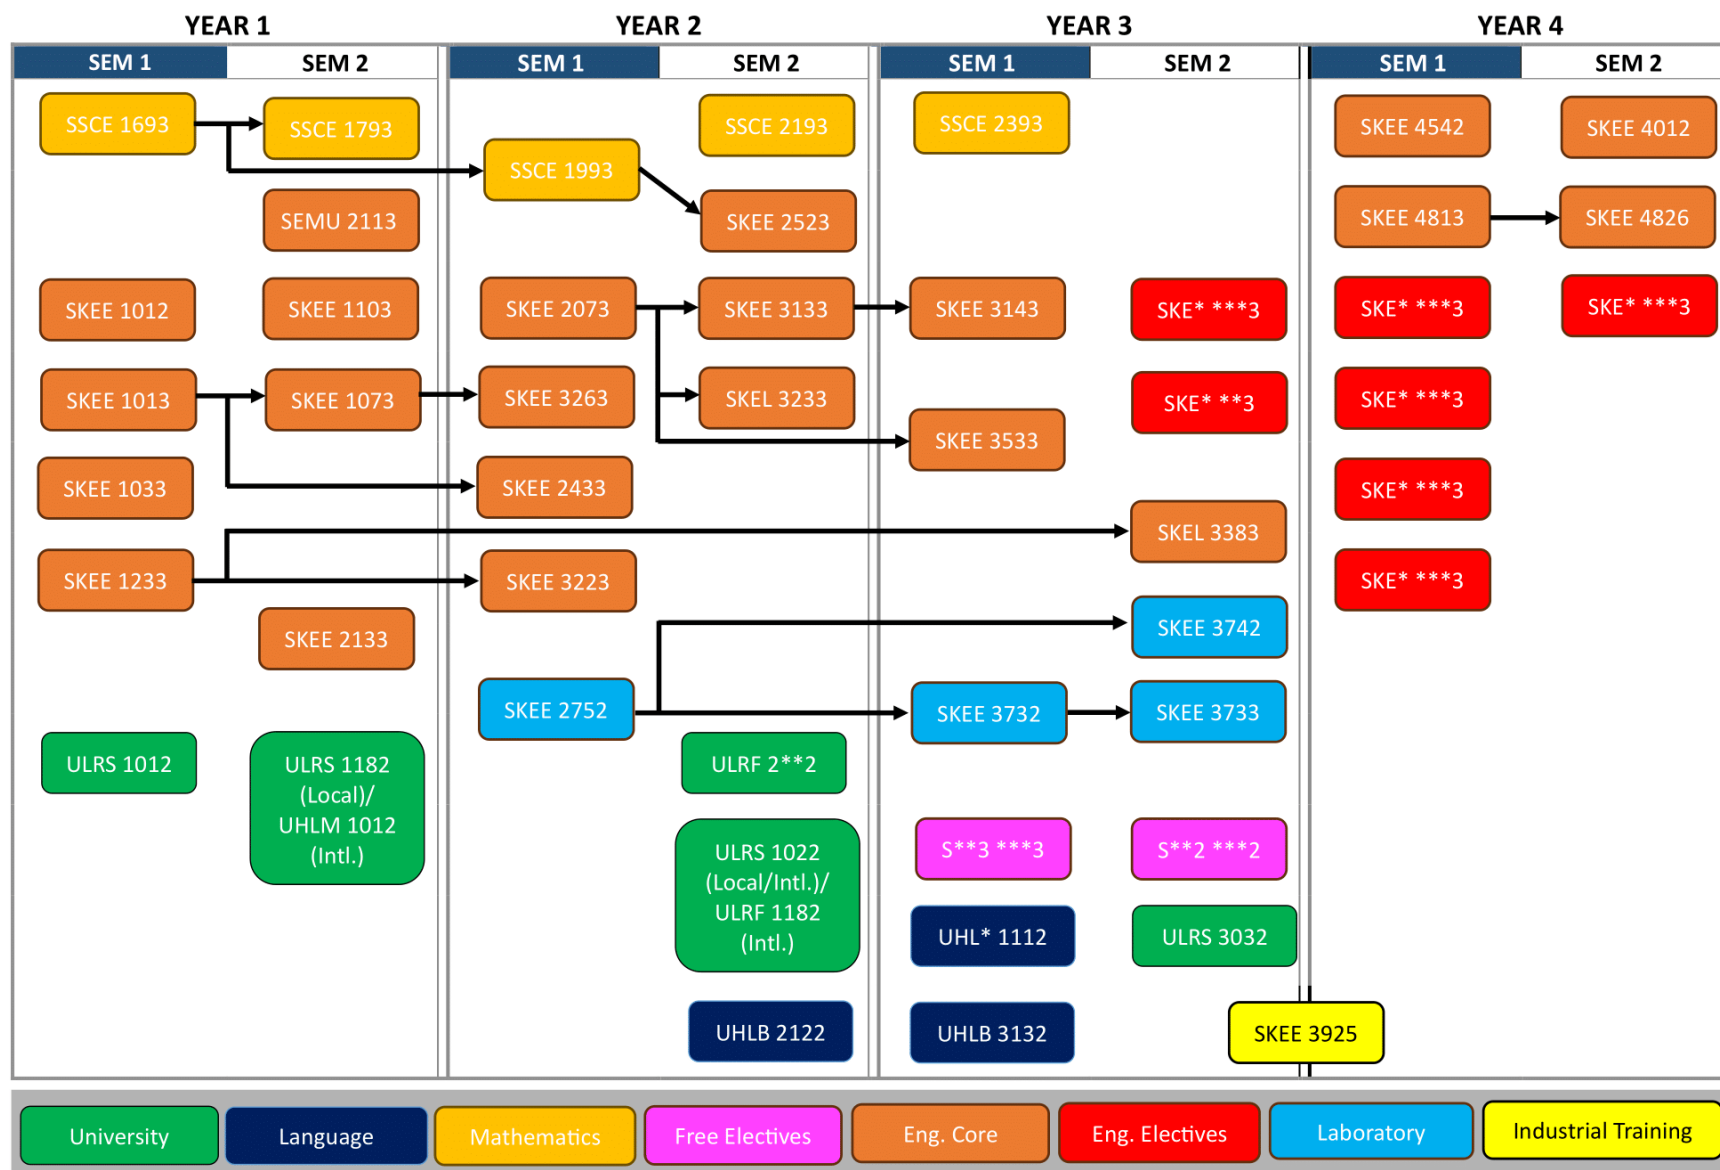 YEAR 1
YEAR 2
YEAR 3
YEAR 4
SEM 1
SEM 2
SEM 1
SEM 2
SEM 1
SEM 2
SEM 1
SEM 2
SSCE 1693
SSCE 1793
SSCE 1993
SSCE 2193
SSCE 2393
SKEE 4542
SKEE 4012
SEMU 2113
SKEE 2523
SKEE 4813
SKEE 4826
SKEE 1012
SKEE 1103
SKEE 2073
SKEE 3133
SKEE 3143
SKE* ***3
SKE* ***3
SKE* ***3
SKEE 1013
SKEE 1073
SKEE 3263
SKEL 3233
SKEE 3533
SKE* **3
SKE* ***3
SKEE 1033
SKEE 2433
SKE* ***3
SKEL 3383
SKEE 1233
SKEE 3223
SKE* ***3
SKEE 2133
SKEE 3742
SKEE 2752
SKEE 3732
SKEE 3733
ULRS 1012
ULRS 1182
(Local)/
UHLM 1012
(Intl.)
ULRF 2**2
ULRS 1022
(Local/Intl.)/
ULRF 1182
(Intl.)
S**3 ***3
S**2 ***2
UHL* 1112
ULRS 3032
UHLB 2122
UHLB 3132
SKEE 3925
University
Language
Mathematics
Free Electives
Eng. Core
Eng. Electives
Laboratory
Industrial Training